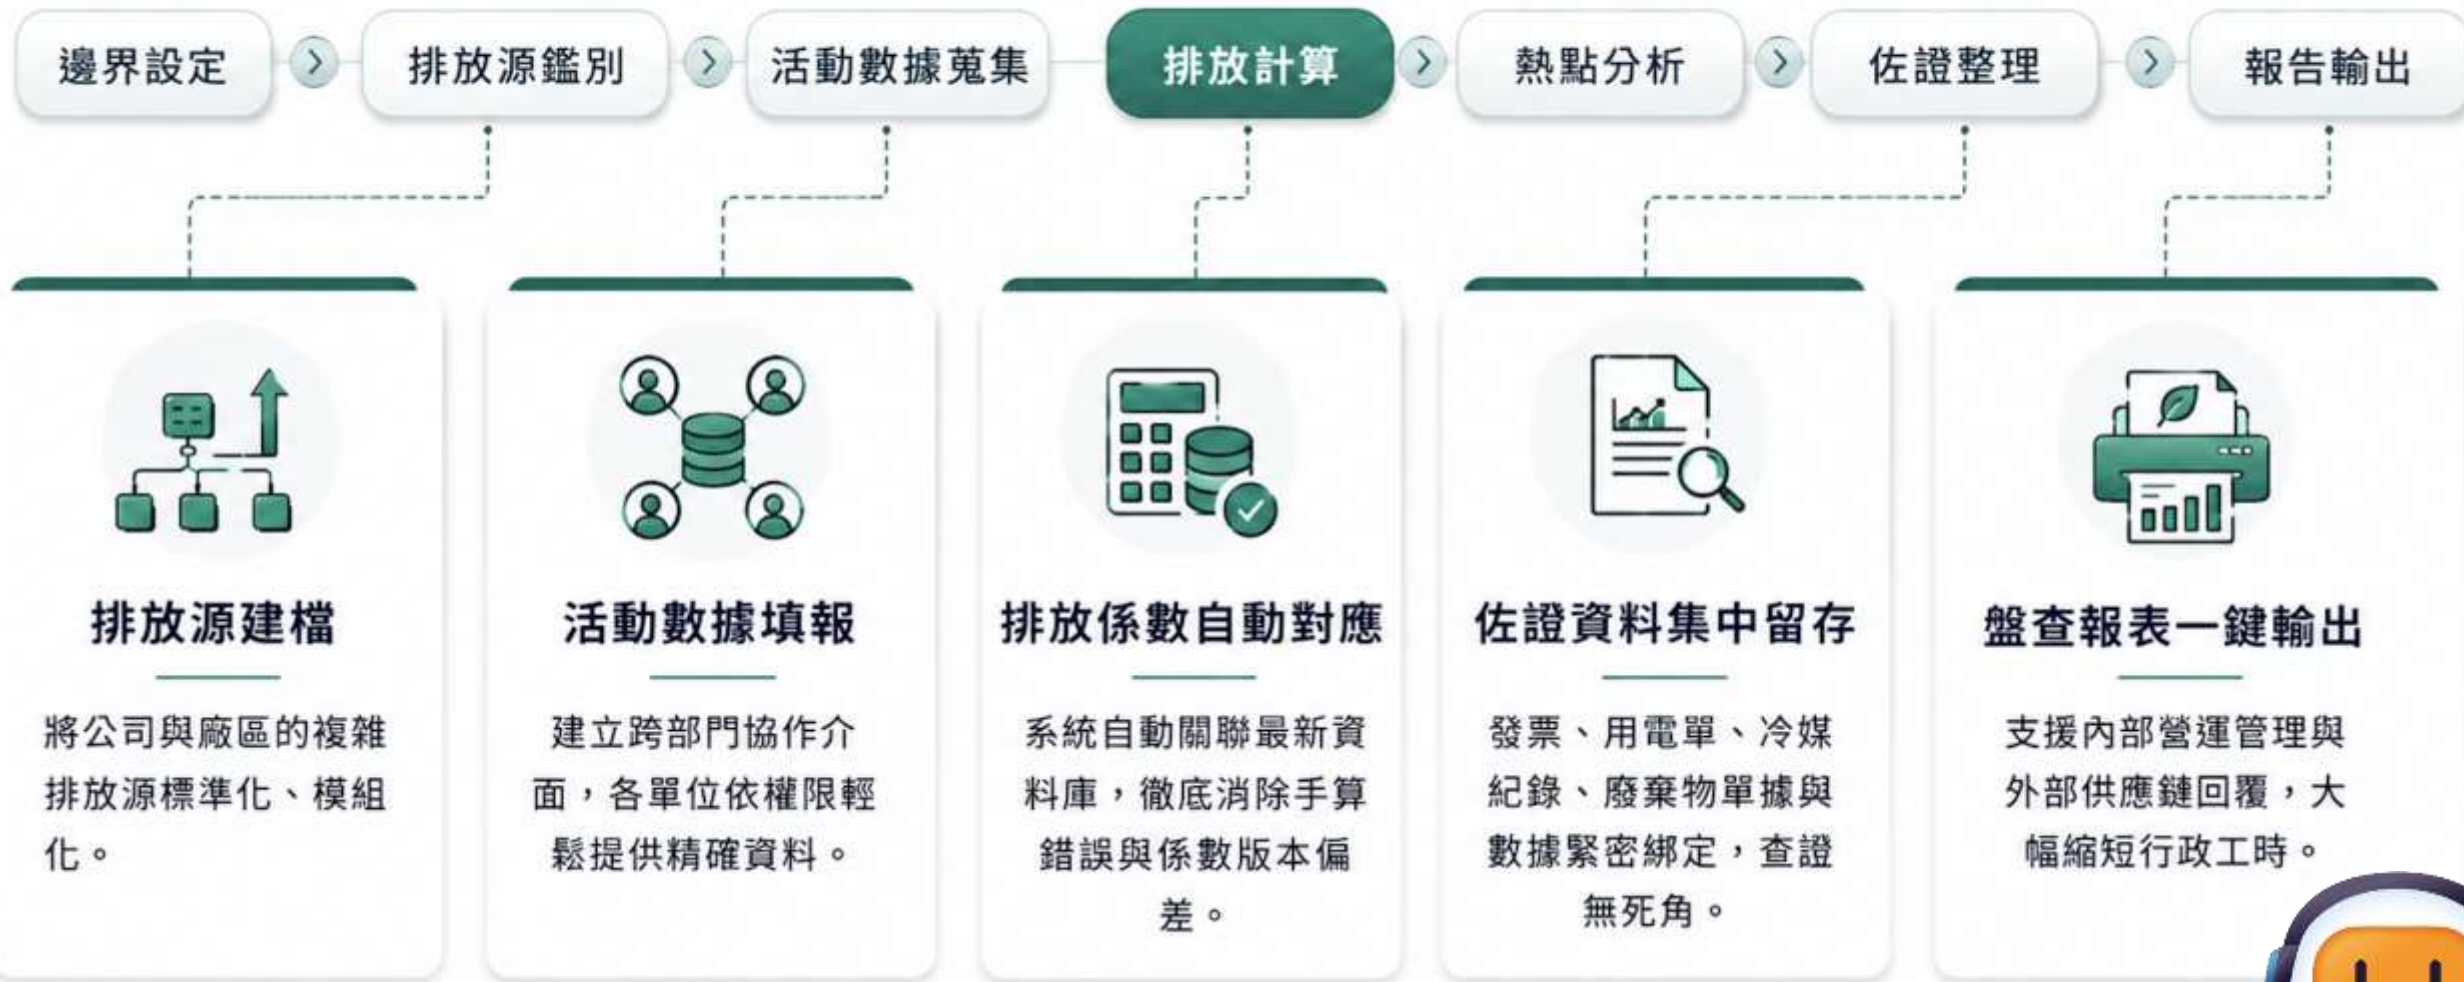 邊界設定
排放源鑑別
活動數據蒐集
排放計算
熱點分析
佐證整理
報告輸出
排放源建檔
將公司與廠區的複雜
排放源標準化、模組
化。
活動數據填報
建立跨部門協作介
面，各單位依權限輕
鬆提供精確資料。
排放係數自動對應
系統自動關聯最新資
料庫，徹底消除手算
錯誤與係數版本偏
差。
佐證資料集中留存
發票、用電單、冷媒
紀錄、廢棄物單據與
數據緊密綁定，查證
無死角。
盤查報表一鍵輸出
支援內部營運管理與
外部供應鏈回覆，大
幅縮短行政工時。